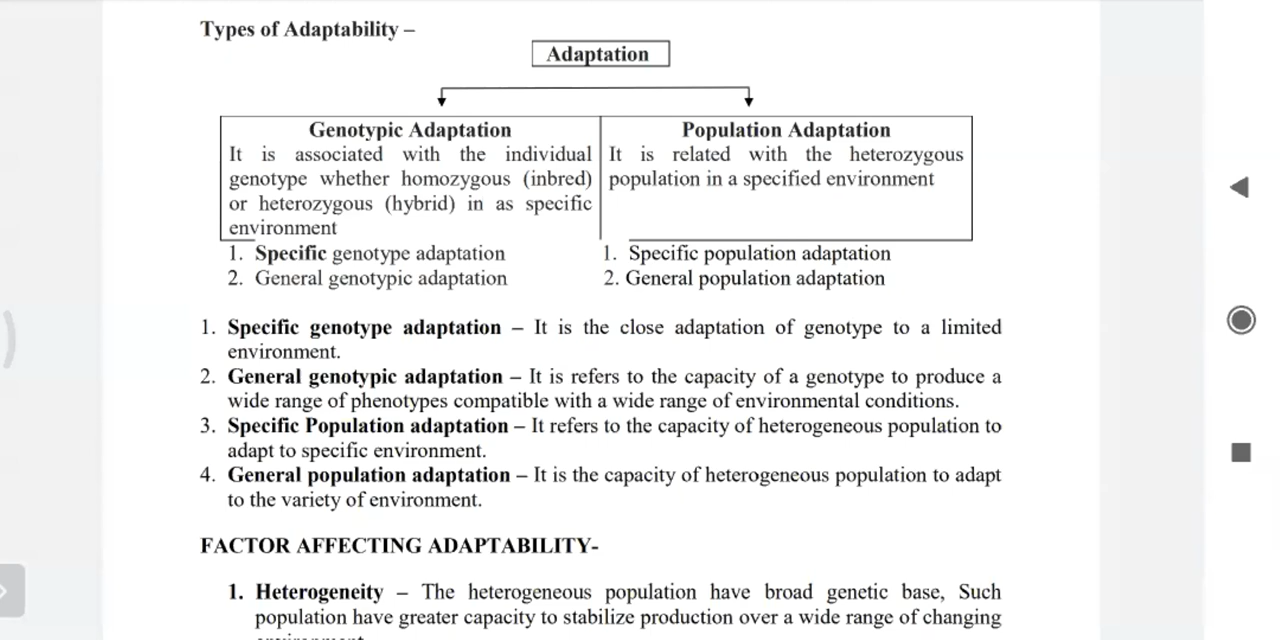 Types of Adaptability –
Adaptation
Genotypic Adaptation
It is associated with the individual
genotype whether homozygous (inbred)
or heterozygous (hybrid) in as specific
environment
Population Adaptation
It is related with the heterozygous
population in a specified environment
1. Specific genotype adaptation
2. General genotypic adaptation
1. Specific population adaptation
2. General population adaptation
1. Specific genotype adaptation – It is the close adaptation of genotype to a limited
environment.
2. General genotypic adaptation – It is refers to the capacity of a genotype to produce a
wide range of phenotypes compatible with a wide range of environmental conditions.
3. Specific Population adaptation – It refers to the capacity of heterogeneous population to
adapt to specific environment.
4. General population adaptation – It is the capacity of heterogeneous population to adapt
to the variety of environment.
FACTOR AFFECTING ADAPTABILITY-
1. Heterogeneity – The heterogeneous population have broad genetic base, Such
population have greater capacity to stabilize production over a wide range of changing